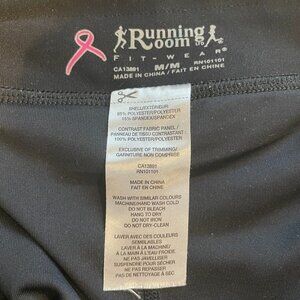 Running
Room LTD
FIT-WEAR®
CA13891 M/M RN101101
MADE IN CHINA / FAIT EN CHINE
SHELL/EXTERIEUR
85% POLYESTER/POLYESTER
15% SPANDEX/SPANDEX
CONTRAST FABRIC PANEL /
PANNEAU DE TISSU CONTRASTANT :
100% POLYESTER/POLYESTER
EXCLUSIVE OF TRIMMING/
GARNITURE NON COMPRISE
CA13891
RN101101
MADE IN CHINA
FAIT EN CHINE
WASH WITH SIMILAR COLOURS
MACHINE/HAND WASH COLD
DO NOT BLEACH
HANG TO DRY
DO NOT IRON
DO NOT DRY CLEAN
LAVER AVEC DES COULEURS
SEMBLABLES
LAVER A LA MACHINE
A LA MAIN A L'EAU FROID.
NE PAS JAVELLISER
SUSPENDRE POUR SÉCHER
NE PAS REPASSER
PAS DE NETTOYAGE À SEC